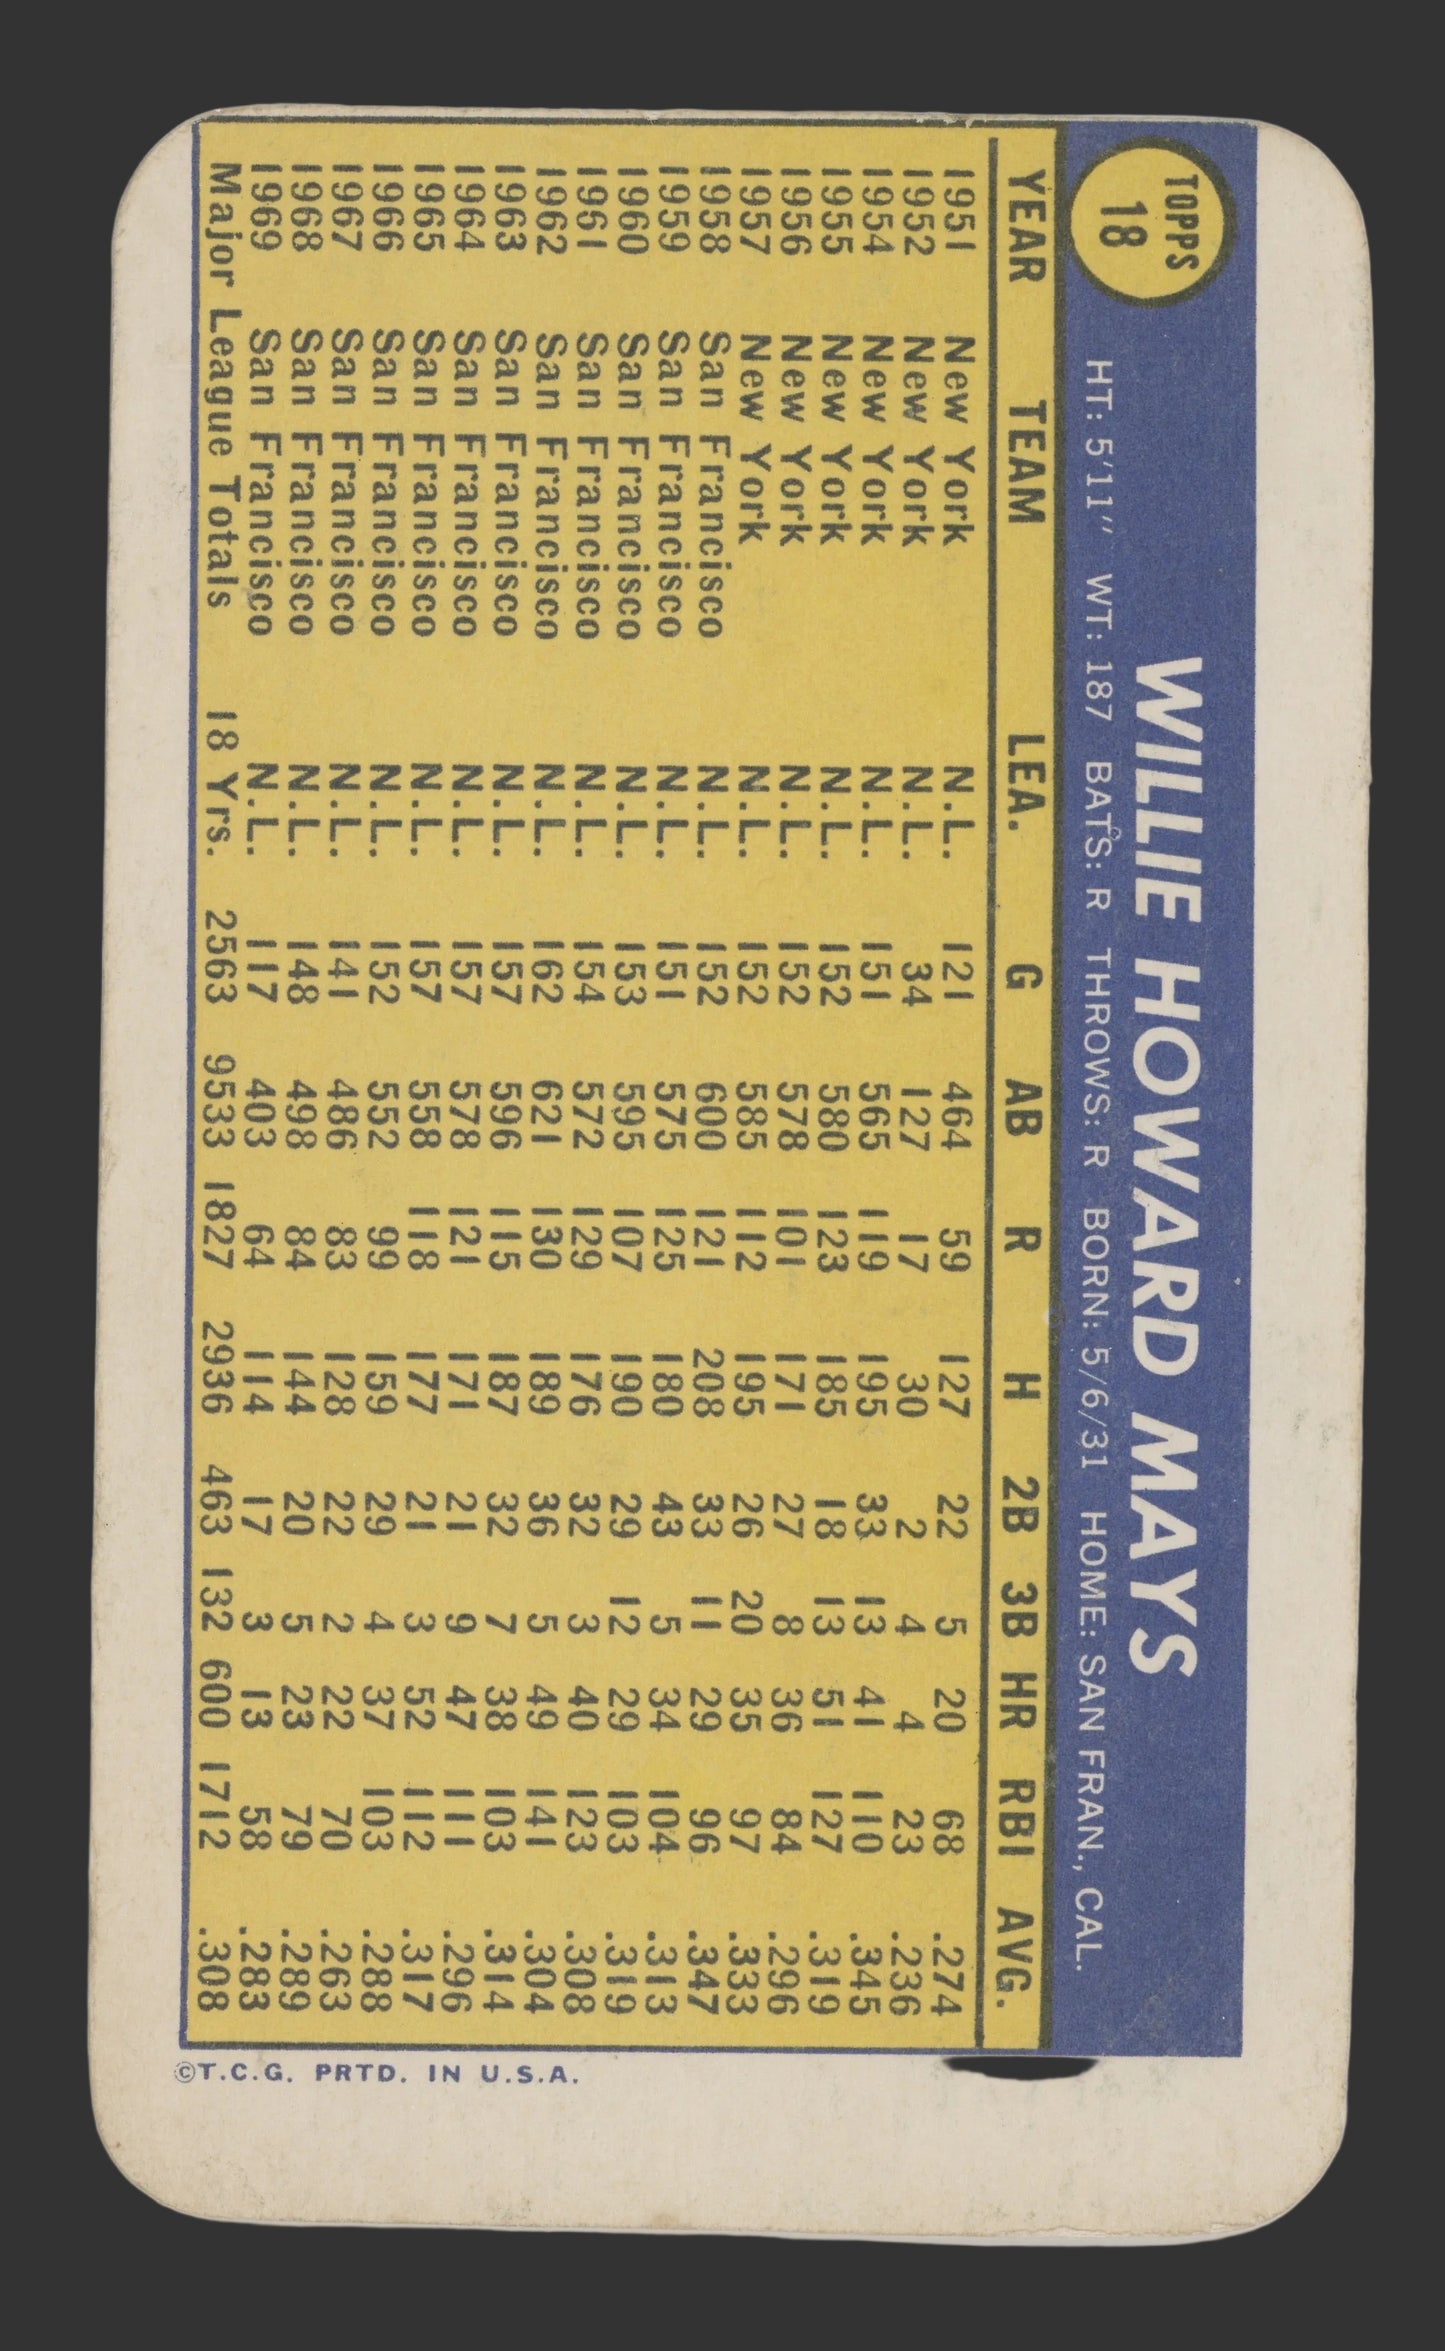 TOPPS
18
WILLIE HOWARD MAYS
HT: 5'11" WT: 187 BATS: R THROWS: R BORN: 5/6/31 HOME: SAN FRAN., CAL.
YEAR TEAM LEA. G AB R H 2B 3B HR RBI AVG.
1951 New York N.L. 121 464 59 127 22 5 20 68 .274
1952 New York N.L. 34 127 17 30 2 4 4 23 .236
1954 New York N.L. 151 565 119 195 33 13 41 110 .345
1955 New York N.L. 152 580 123 185 18 13 51 127 .319
1956 New York N.L. 152 578 101 171 27 8 36 84 .296
1957 New York N.L. 152 585 112 195 26 20 35 97 .333
1958 San Francisco N.L. 152 600 121 208 33 11 29 96 .347
1959 San Francisco N.L. 151 575 125 180 43 5 34 104 .313
1960 San Francisco N.L. 153 595 107 190 29 12 29 103 .319
1961 San Francisco N.L. 154 572 129 176 32 3 40 123 .308
1962 San Francisco N.L. 162 621 130 189 36 5 49 141 .304
1963 San Francisco N.L. 157 596 115 187 32 7 38 103 .314
1964 San Francisco N.L. 157 578 121 171 21 9 47 111 .296
1965 San Francisco N.L. 157 558 118 177 21 3 52 112 .317
1966 San Francisco N.L. 152 552 99 159 29 4 37 103 .288
1967 San Francisco N.L. 141 486 83 128 22 2 22 70 .263
1968 San Francisco N.L. 148 498 84 144 20 5 23 79 .289
1969 San Francisco N.L. 117 403 64 114 17 3 13 58 .283
Major League Totals 18 Yrs. 2563 9533 1827 2936 463 132 600 1712 .308
©T.C.G. PRTD. IN U.S.A.